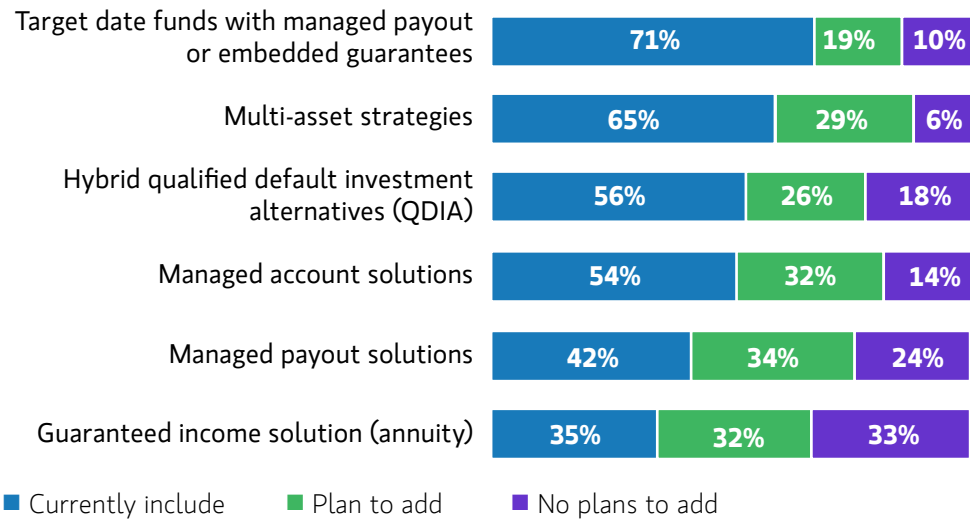 Target date funds with managed payout
or embedded guarantees
71% 19% 10%
Multi-asset strategies
65% 29% 6%
Hybrid qualified default investment
alternatives (QDIA)
56% 26% 18%
Managed account solutions
54% 32% 14%
Managed payout solutions
42% 34% 24%
Guaranteed income solution (annuity)
35% 32% 33%
Currently include Plan to add No plans to add